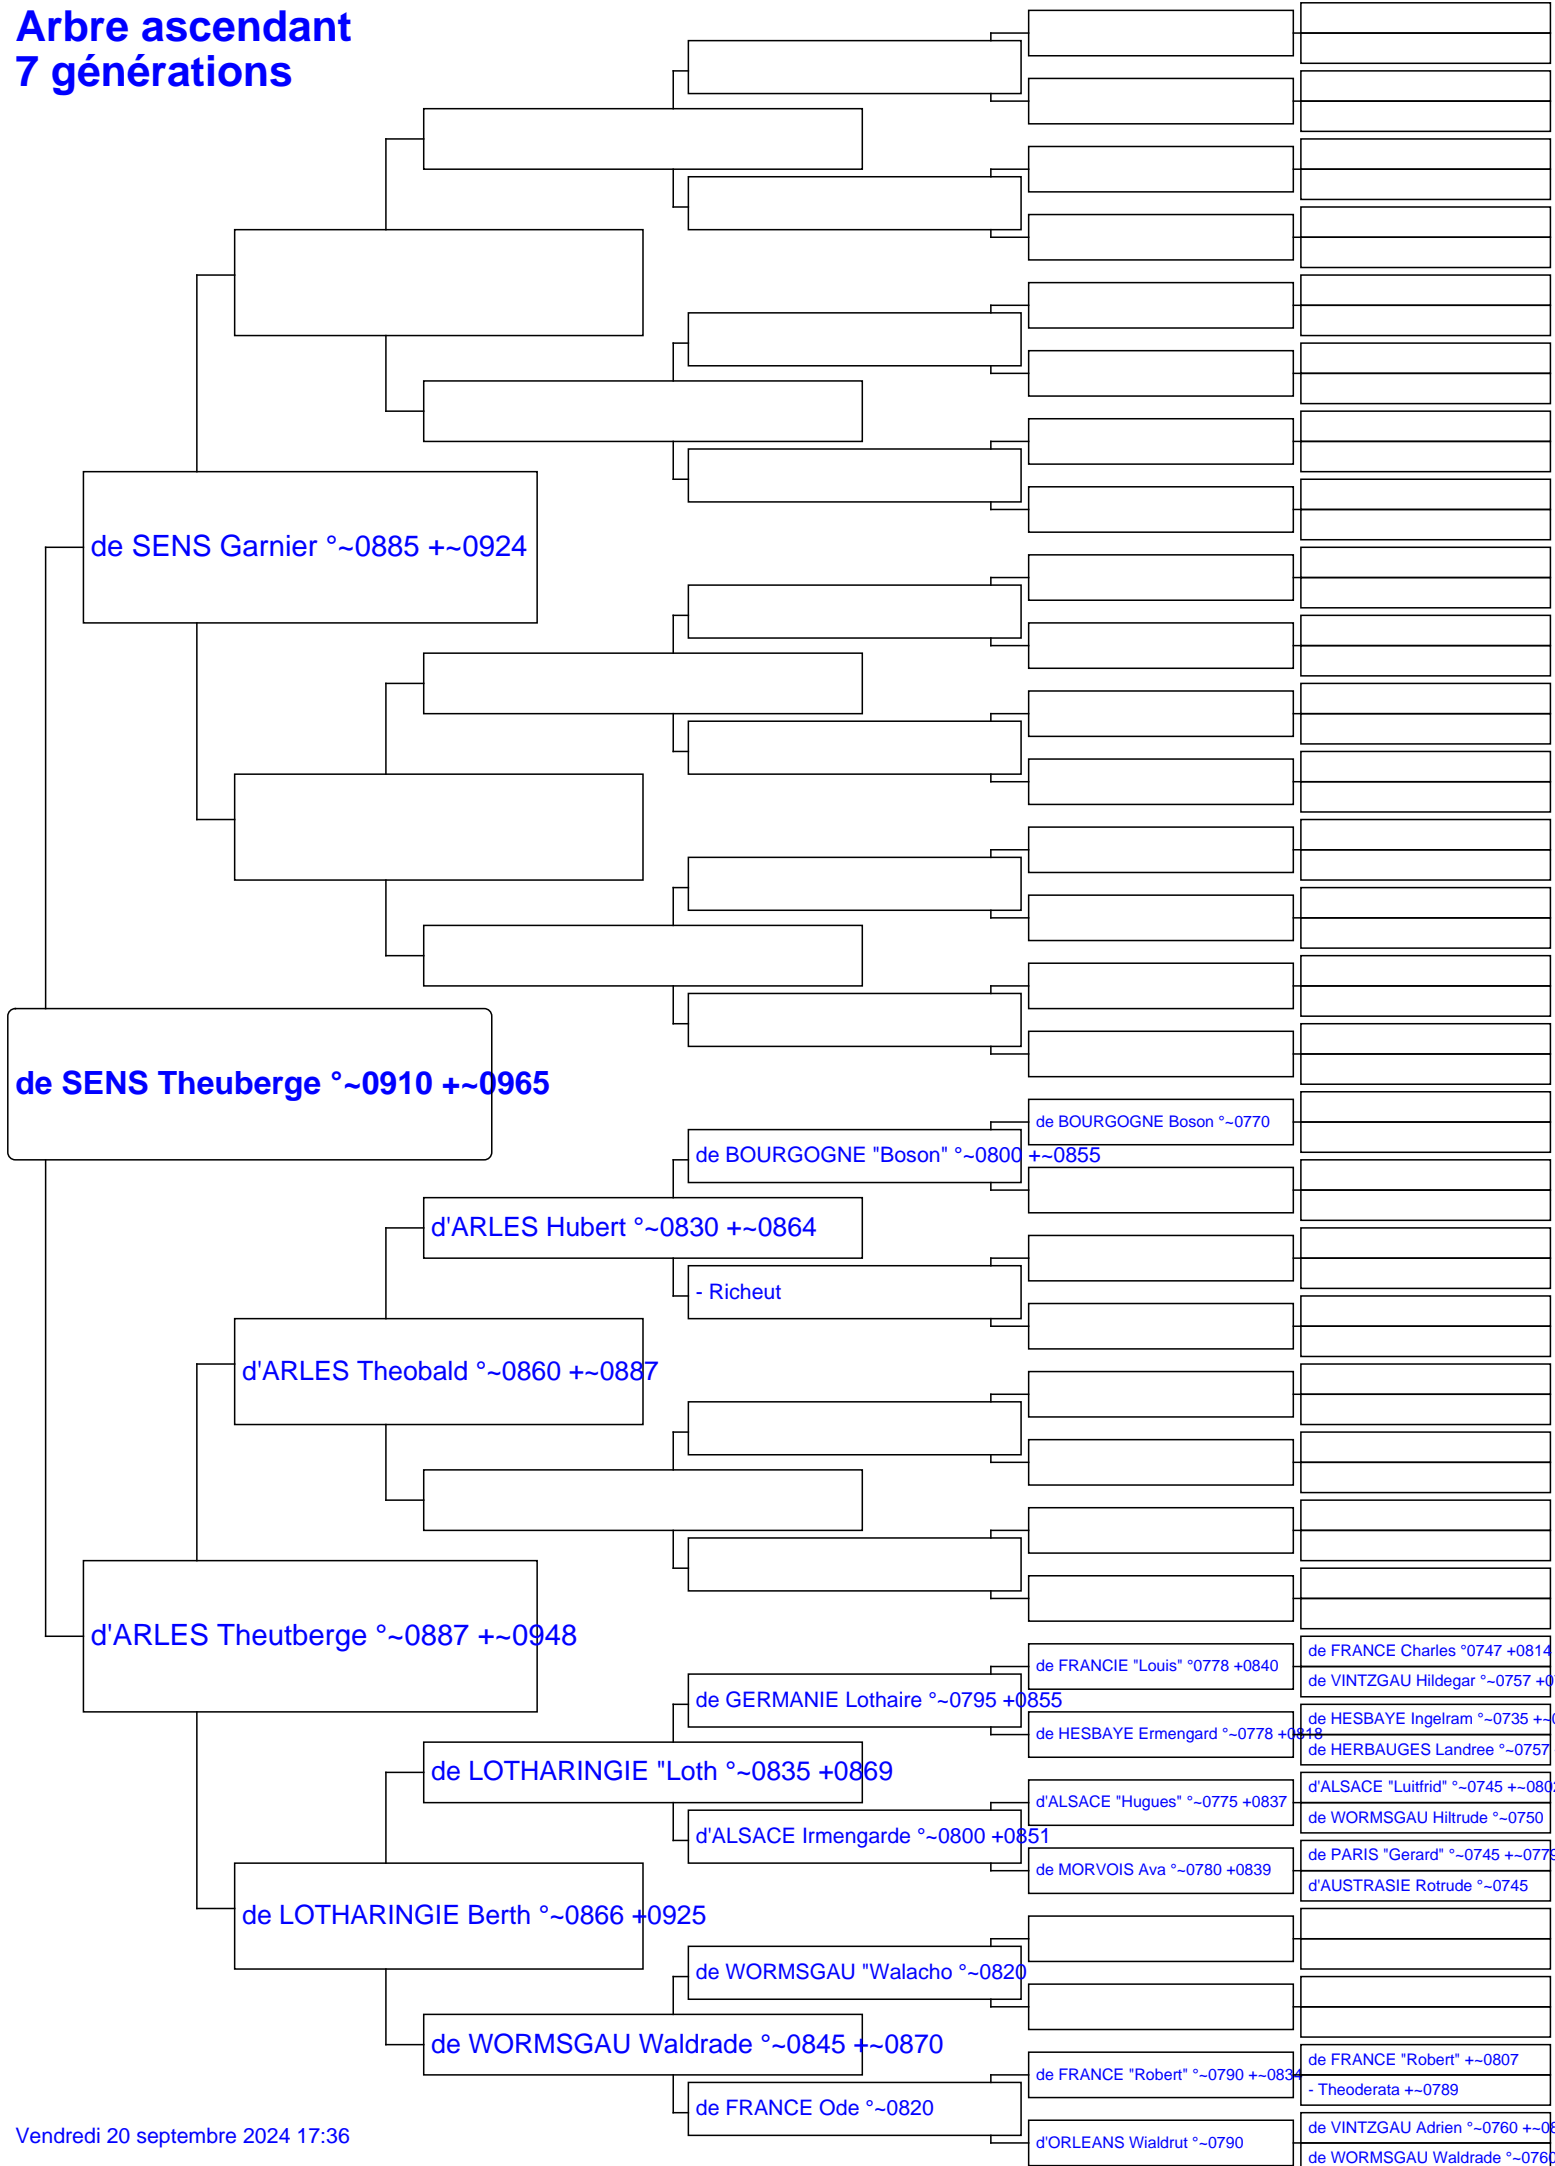 Arbre ascendant
7 générations
de SENS Garnier °~0885 +~0924
de SENS Theuberge °~0910 +~0965
de BOURGOGNE Boson °~0770
de BOURGOGNE "Boson" °~0800 +~0855
d'ARLES Hubert °~0830 +~0864
- Richeut
d'ARLES Theobald °~0860 +~0887
d'ARLES Theutberge °~0887 +~0948
de FRANCE Charles °0747 +0814
de FRANCIE "Louis" °0778 +0840
de VINTZGAU Hildegar °~0757
de GERMANIE Lothaire °~0795 +0855
de HESBAYE Ingelram °~0735
de HESBAYE Ermengard °~0778 +0818
de HERBAUGES Landree °~0757
de LOTHARINGIE "Loth °~0835 +0869
d'ALSACE "Luitfrid" °~0745 +~0802
d'ALSACE "Hugues" °~0775 +0837
de WORMSGAU Hiltrude °~0750
d'ALSACE Irmengarde °~0800 +0851
de PARIS "Gerard" °~0745 +~0779
de MORVOIS Ava °~0780 +0839
d'AUSTRASIE Rotrude °~0745
de LOTHARINGIE Berth °~0866 +0925
de WORMSGAU "Walacho °~0820
de WORMSGAU Waldrade °~0845 +~0870
de FRANCE "Robert" +~0807
de FRANCE "Robert" °~0790 +~0834
- Theoderata +~0789
de FRANCE Ode °~0820
de VINTZGAU Adrien °~0760
d'ORLEANS Wialdrut °~0790
de WORMSGAU Waldrade °~0760
Vendredi 20 septembre 2024 17:36